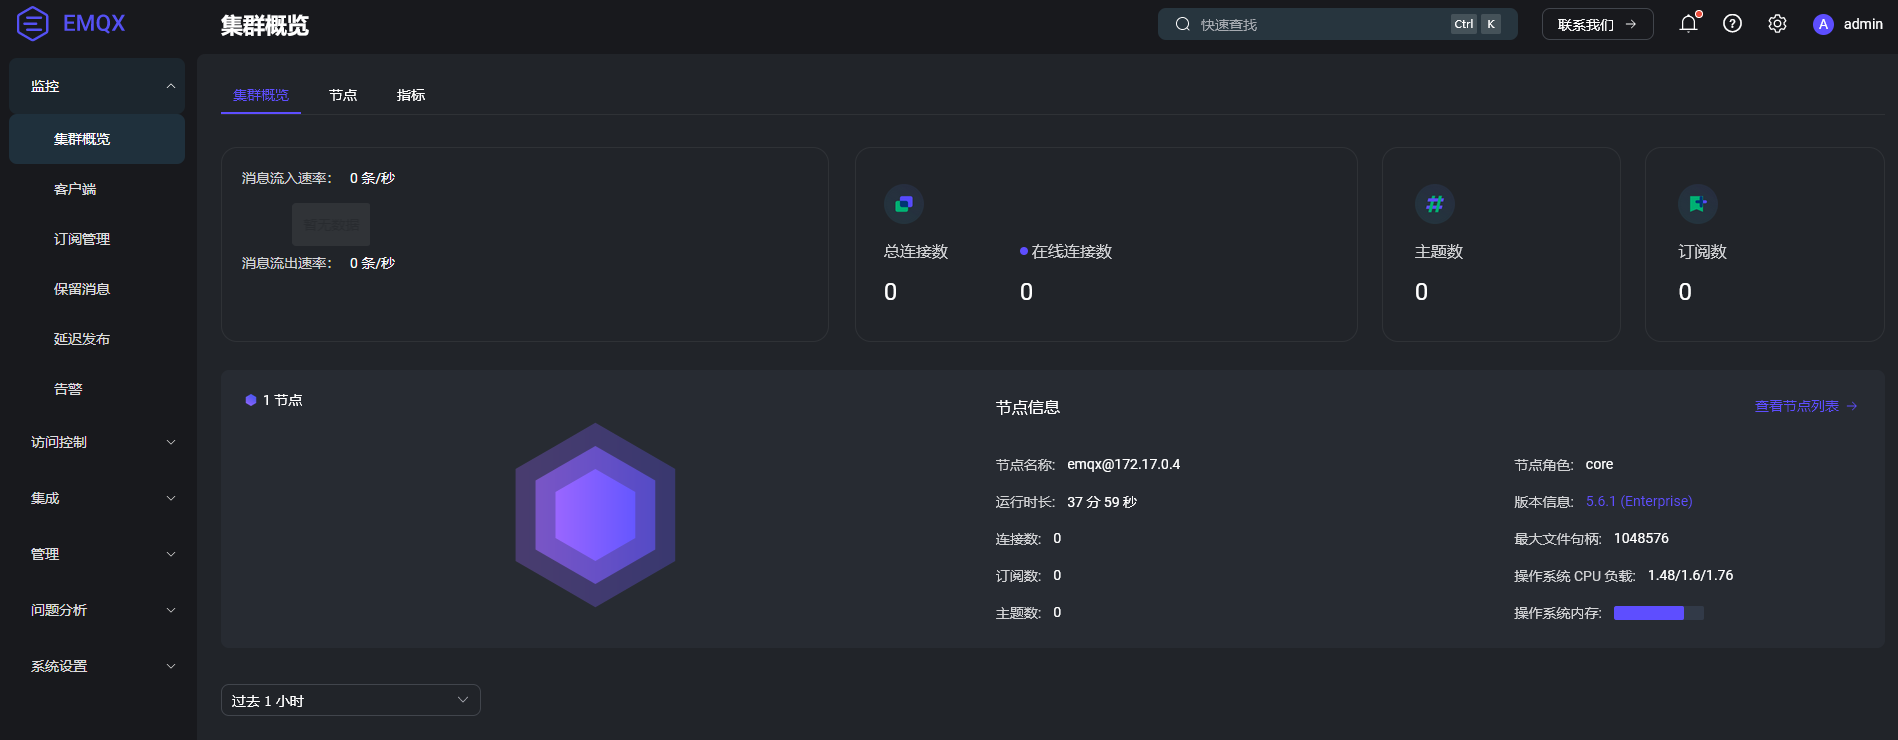 EMQX
集群概览
快速查找
Ctrl K
联系我们 →
A admin
监控
集群概览
客户端
订阅管理
保留消息
延迟发布
告警
访问控制
集成
管理
问题分析
系统设置
集群概览 节点 指标
消息流入速率: 0 条/秒
暂无数据
消息流出速率: 0 条/秒
总连接数
0
在线连接数
0
主题数
0
订阅数
0
1 节点
节点信息
查看节点列表 →
节点名称: emqx@172.17.0.4
节点角色: core
运行时长: 37 分 59 秒
版本信息: 5.6.1 (Enterprise)
连接数: 0
最大文件句柄: 1048576
订阅数: 0
操作系统 CPU 负载: 1.48/1.6/1.76
主题数: 0
操作系统内存:
过去 1 小时